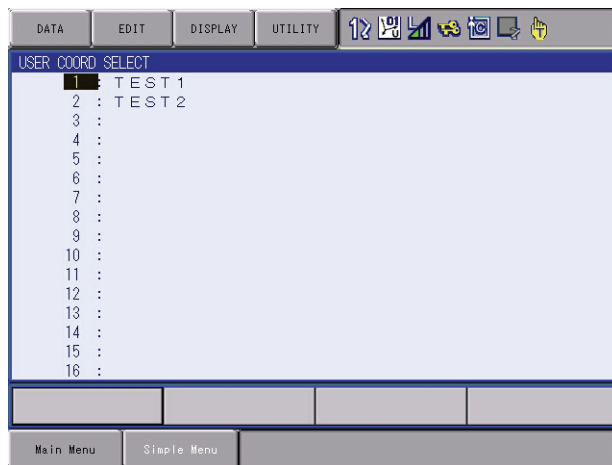 DATA EDIT DISPLAY UTILITY
USER COORD SELECT
1 : TEST1
2 : TEST2
3 :
4 :
5 :
6 :
7 :
8 :
9 :
10 :
11 :
12 :
13 :
14 :
15 :
16 :
Main Menu Simple Menu